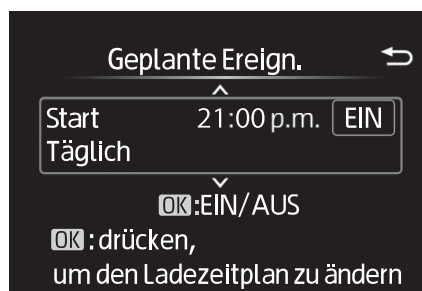 Geplante Ereign.
Start 21:00 p.m. EIN
Täglich
OK:EIN/AUS
OK: drücken,
um den Ladezeitplan zu ändern